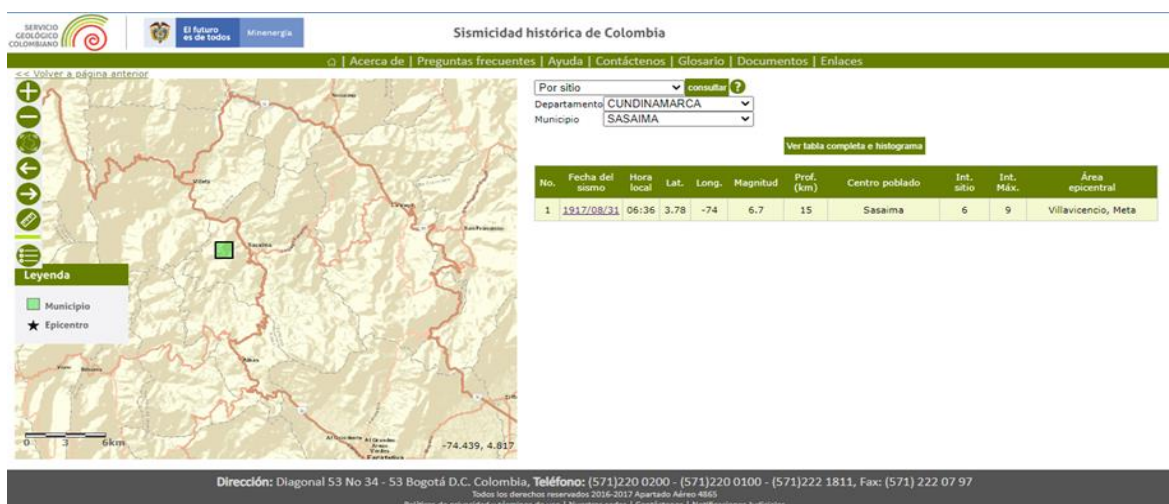 SERVICIO
GEOLÓGICO
COLOMBIANO
El futuro
es de todos
Minenergía
Sismicidad histórica de Colombia
| Acerca de | Preguntas frecuentes | Ayuda | Contáctenos | Glosario | Documentos | Enlaces
<< Volver a página anterior
Por sitio
consultar
?
Departamento CUNDINAMARCA
Municipio SASAIMA
Ver tabla completa e histograma
No. Fecha del sismo Hora local Lat. Long. Magnitud Prof. (km) Centro poblado Int. sitio Int. Máx. Área epicentral
1 1917/08/31 06:36 3.78 -74 6.7 15 Sasaima 6 9 Villavicencio, Meta
Villeta
San Francisco
Sasaima
Leyenda
Municipio
Epicentro
Albán
0 3 6km
-74.439, 4.817
Dirección: Diagonal 53 No 34 - 53 Bogotá D.C. Colombia, Teléfono: (571)220 0200 - (571)220 0100 - (571)222 1811, Fax: (571) 222 07 97
Todos los derechos reservados 2016-2017 Apartado Aéreo 4865